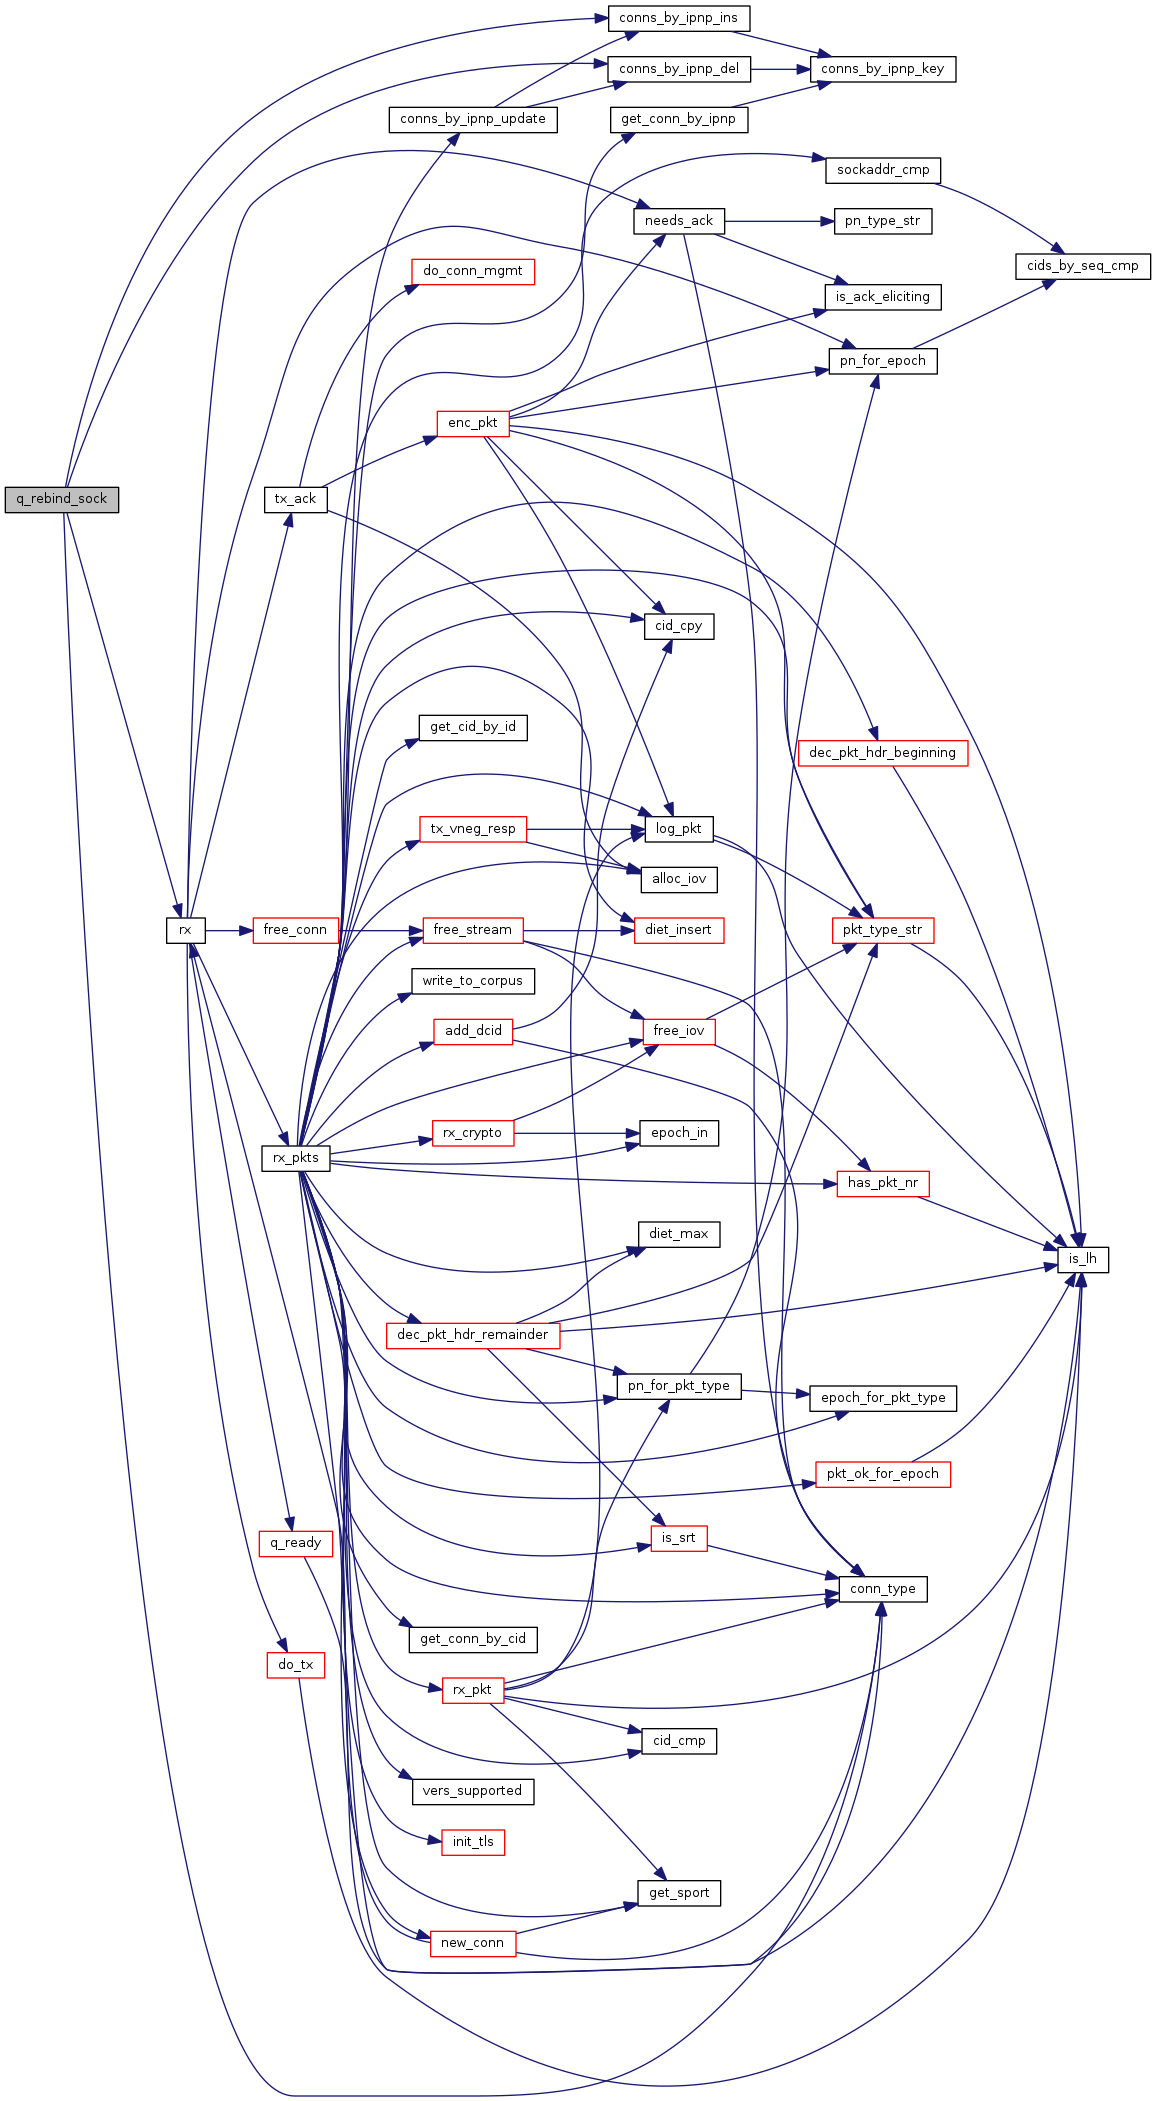 conns_by_ipnp_ins
conns_by_ipnp_del
conns_by_ipnp_key
conns_by_ipnp_update
get_conn_by_ipnp
sockaddr_cmp
needs_ack
pn_type_str
cids_by_seq_cmp
do_conn_mgmt
is_ack_eliciting
pn_for_epoch
enc_pkt
q_rebind_sock
tx_ack
cid_cpy
get_cid_by_id
dec_pkt_hdr_beginning
tx_vneg_resp
log_pkt
alloc_iov
rx
free_conn
free_stream
diet_insert
pkt_type_str
write_to_corpus
add_dcid
free_iov
rx_crypto
epoch_in
rx_pkts
has_pkt_nr
diet_max
is_lh
dec_pkt_hdr_remainder
pn_for_pkt_type
epoch_for_pkt_type
pkt_ok_for_epoch
q_ready
is_srt
conn_type
get_conn_by_cid
do_tx
rx_pkt
cid_cmp
vers_supported
init_tls
get_sport
new_conn